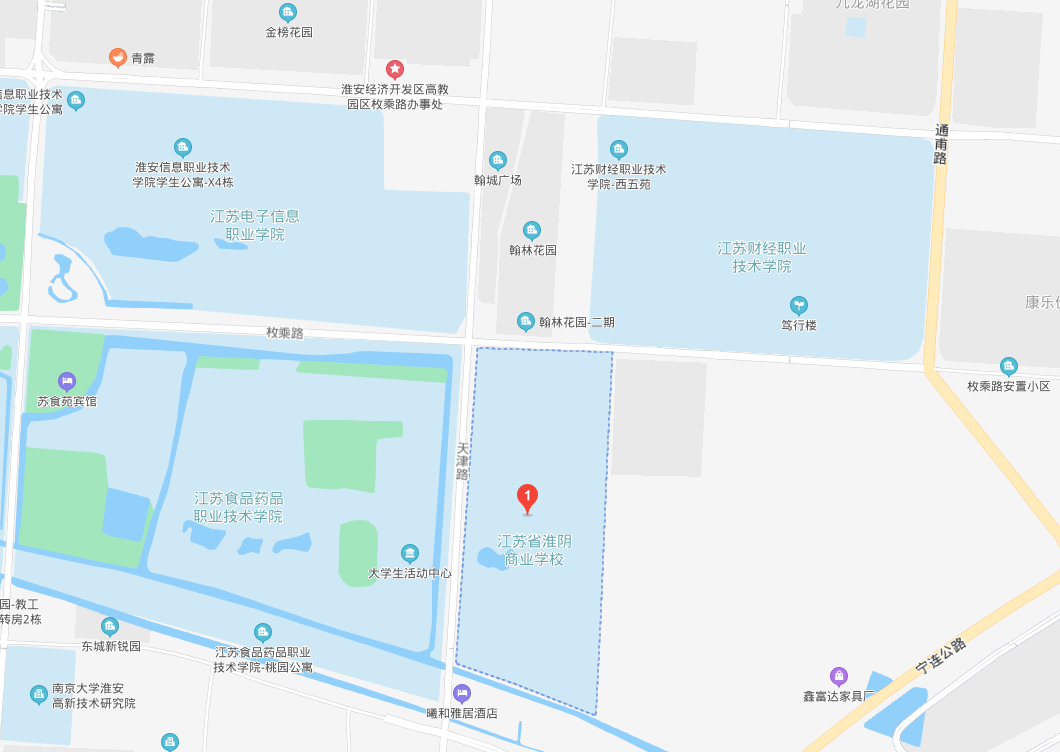 九龙湖花园
金榜花园
青露
淮安经济开发区高教
园区枚乘路办事处
信息职业技术
学院学生公寓
通甫路
淮安信息职业技术
学院学生公寓-X4栋
翰城广场
江苏财经职业技术
学院-西五苑
江苏电子信息
职业学院
翰林花园
江苏财经职业
技术学院
康乐
笃行楼
翰林花园-二期
枚乘路
枚乘路安置小区
苏食苑宾馆
天津路
1
江苏食品药品
职业技术学院
江苏省淮阴
商业学校
大学生活动中心
园-教工
转房2栋
东城新锐园
江苏食品药品职业
技术学院-桃园公寓
宁连公路
南京大学淮安
高新技术研究院
曦和雅居酒店
鑫富达家具厂